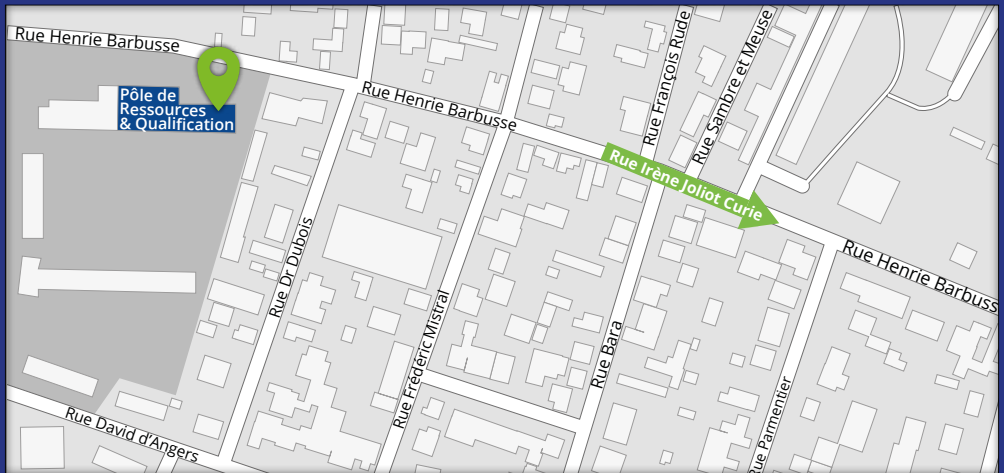 Rue Henrie Barbusse
Pôle de
Ressources
& Qualification
Rue Henrie Barbusse
Rue François Rude
Rue Sambre et Meuse
Rue Irène Joliot Curie
Rue Henrie Barbuss
Rue Dr Dubois
Rue Frédéric Mistral
Rue Bara
Rue Parmentier
Rue David d'Angers